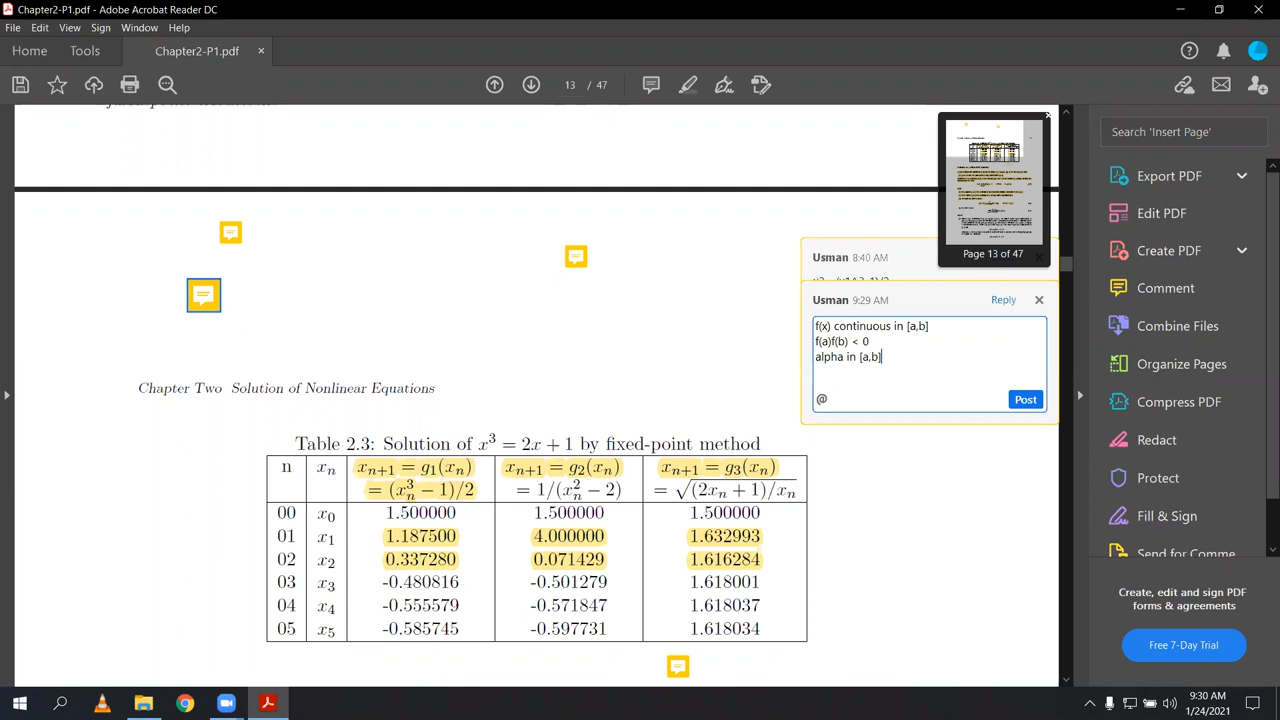 Chapter2-P1.pdf - Adobe Acrobat Reader DC
File Edit View Sign Window Help
Home Tools Chapter2-P1.pdf ×
13 / 47
Search 'Insert Page'
Export PDF
Edit PDF
Create PDF
Comment
Combine Files
Organize Pages
Compress PDF
Redact
Protect
Fill & Sign
Send for Comme
Create, edit and sign PDF
forms & agreements
Free 7-Day Trial
Page 13 of 47
Usman 8:40 AM
Usman 9:29 AM Reply
f(x) continuous in [a,b]
f(a)f(b) < 0
alpha in [a,b]
@ Post
Chapter Two Solution of Nonlinear Equations
Table 2.3: Solution of x³ = 2x + 1 by fixed-point method
n xₙ xₙ₊₁ = g₁(xₙ) xₙ₊₁ = g₂(xₙ) xₙ₊₁ = g₃(xₙ)
= (xₙ³ − 1)/2 = 1/(xₙ² − 2) = √(2xₙ + 1)/xₙ
00 x₀ 1.500000 1.500000 1.500000
01 x₁ 1.187500 4.000000 1.632993
02 x₂ 0.337280 0.071429 1.616284
03 x₃ -0.480816 -0.501279 1.618001
04 x₄ -0.555579 -0.571847 1.618037
05 x₅ -0.585745 -0.597731 1.618034
9:30 AM
1/24/2021